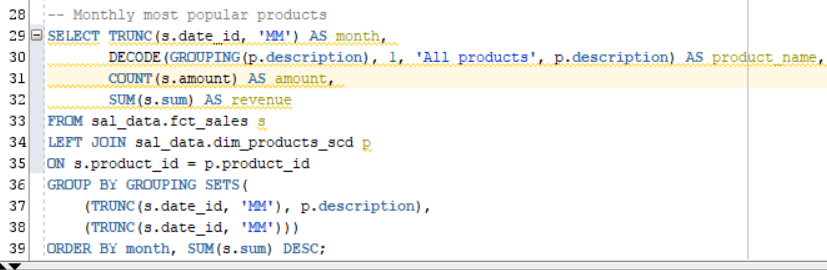 28 -- Monthly most popular products
29 SELECT TRUNC(s.date_id, 'MM') AS month,
30 DECODE(GROUPING(p.description), 1, 'All products', p.description) AS product_name,
31 COUNT(s.amount) AS amount,
32 SUM(s.sum) AS revenue
33 FROM sal_data.fct_sales s
34 LEFT JOIN sal_data.dim_products_scd p
35 ON s.product_id = p.product_id
36 GROUP BY GROUPING SETS(
37 (TRUNC(s.date_id, 'MM'), p.description),
38 (TRUNC(s.date_id, 'MM')))
39 ORDER BY month, SUM(s.sum) DESC;